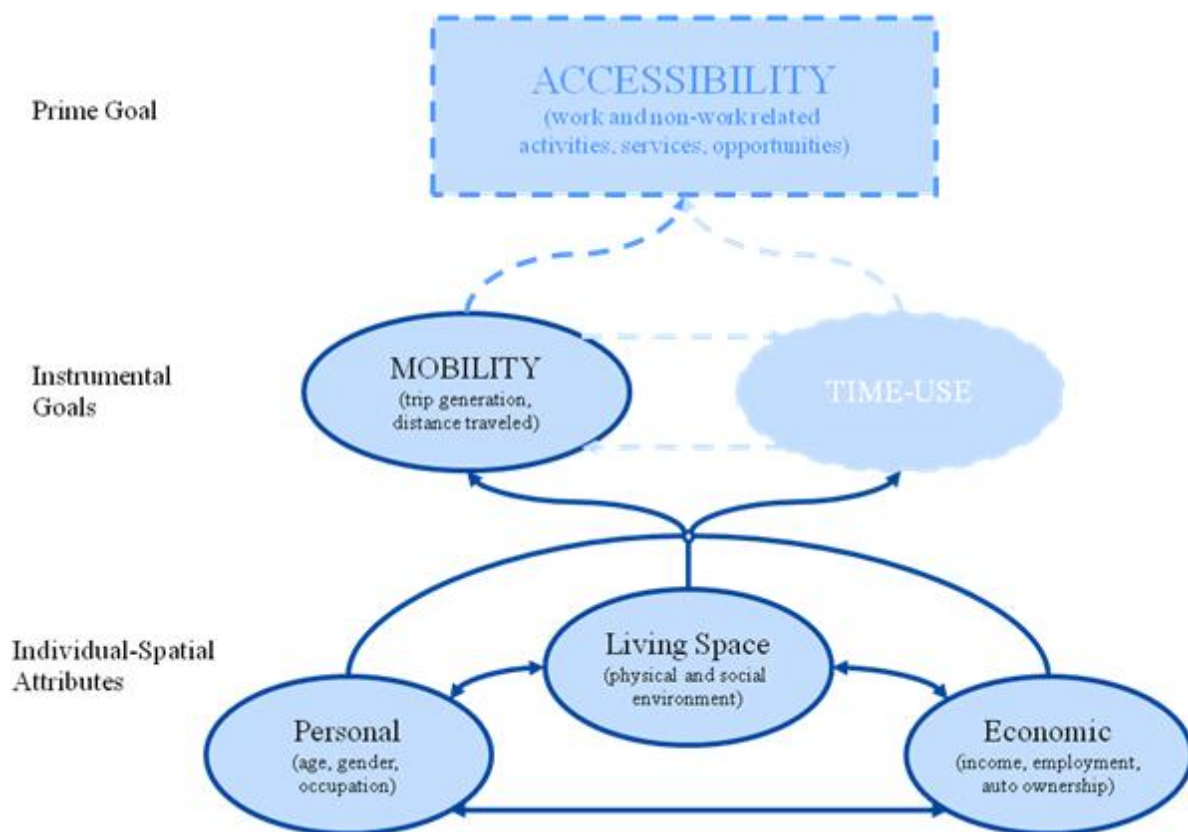 Prime Goal
ACCESSIBILITY
(work and non-work related
activities, services, opportunities)
Instrumental
Goals
MOBILITY
(trip generation,
distance traveled)
TIME-USE
Individual-Spatial
Attributes
Living Space
(physical and social
environment)
Personal
(age, gender,
occupation)
Economic
(income, employment,
auto ownership)